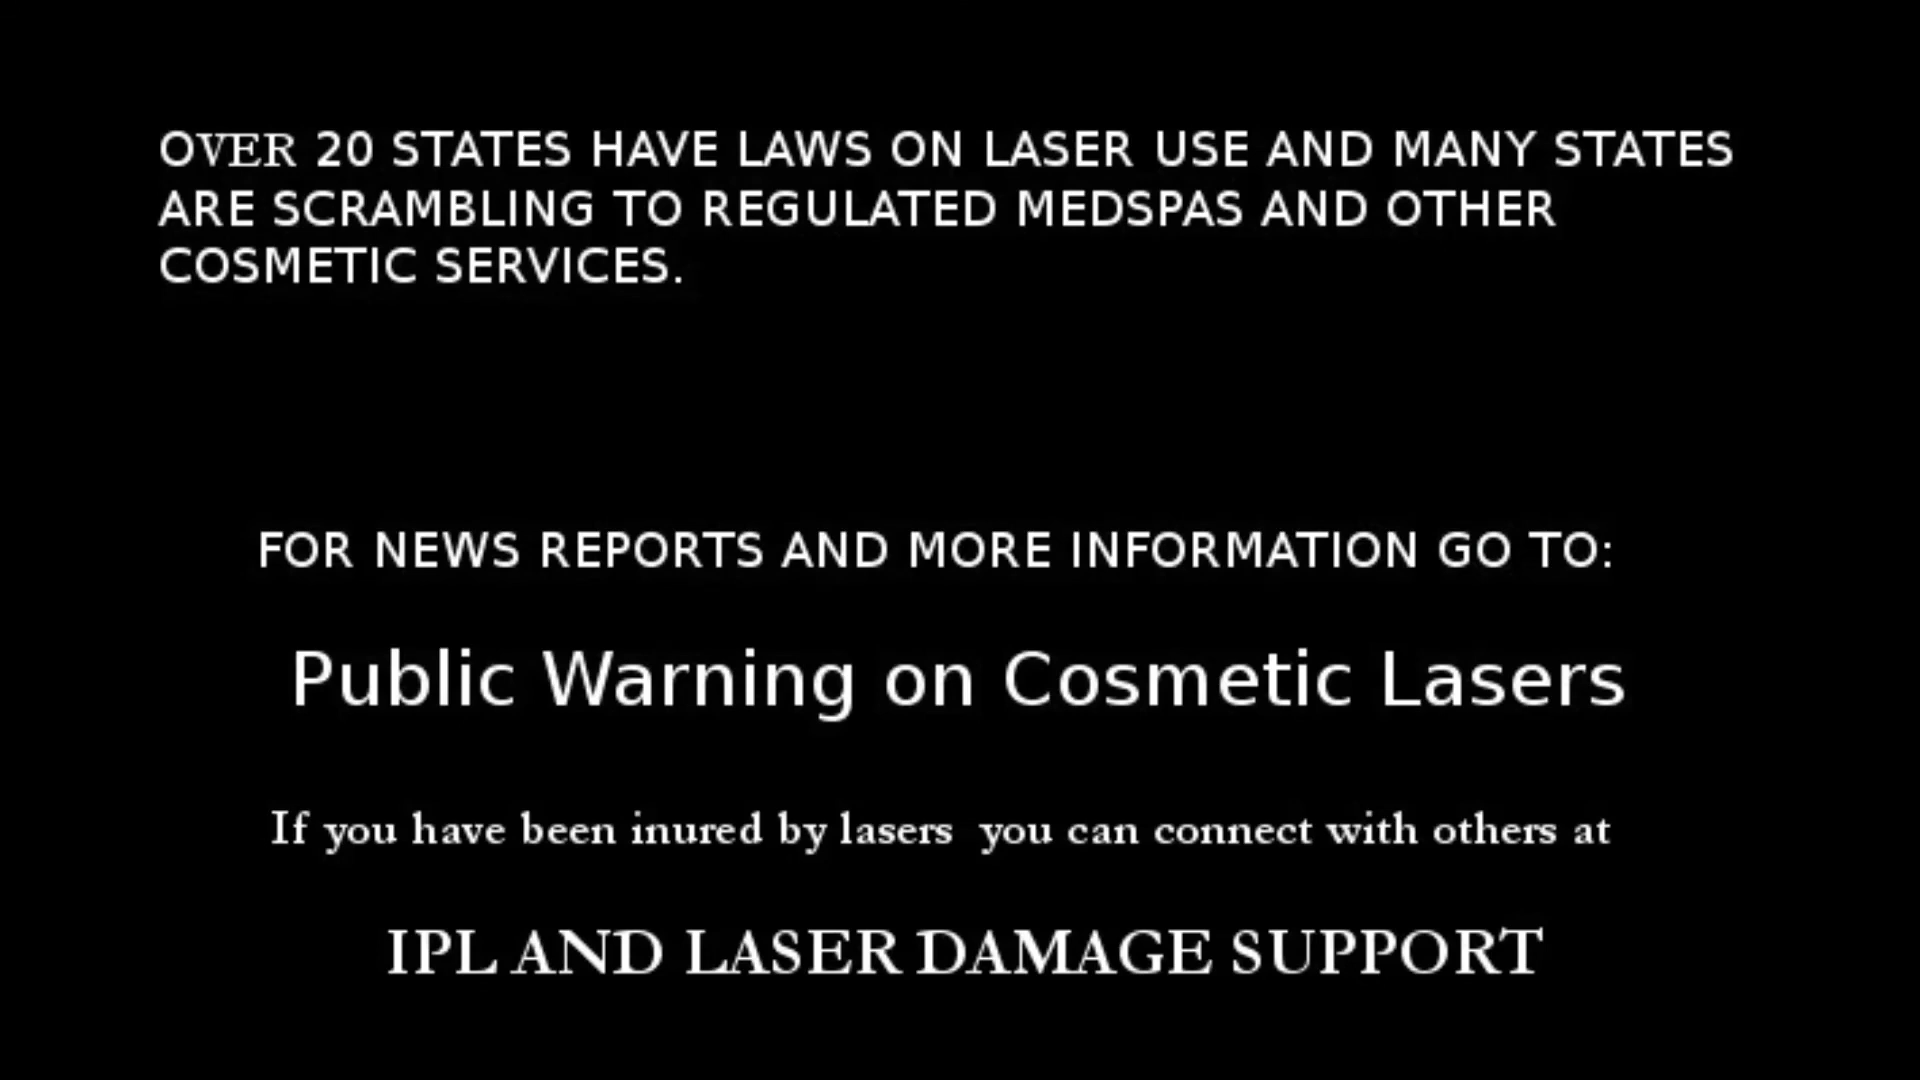 OVER 20 STATES HAVE LAWS ON LASER USE AND MANY STATES
ARE SCRAMBLING TO REGULATED MEDSPAS AND OTHER
COSMETIC SERVICES.
FOR NEWS REPORTS AND MORE INFORMATION GO TO:
Public Warning on Cosmetic Lasers
If you have been inured by lasers  you can connect with others at
IPL AND LASER DAMAGE SUPPORT